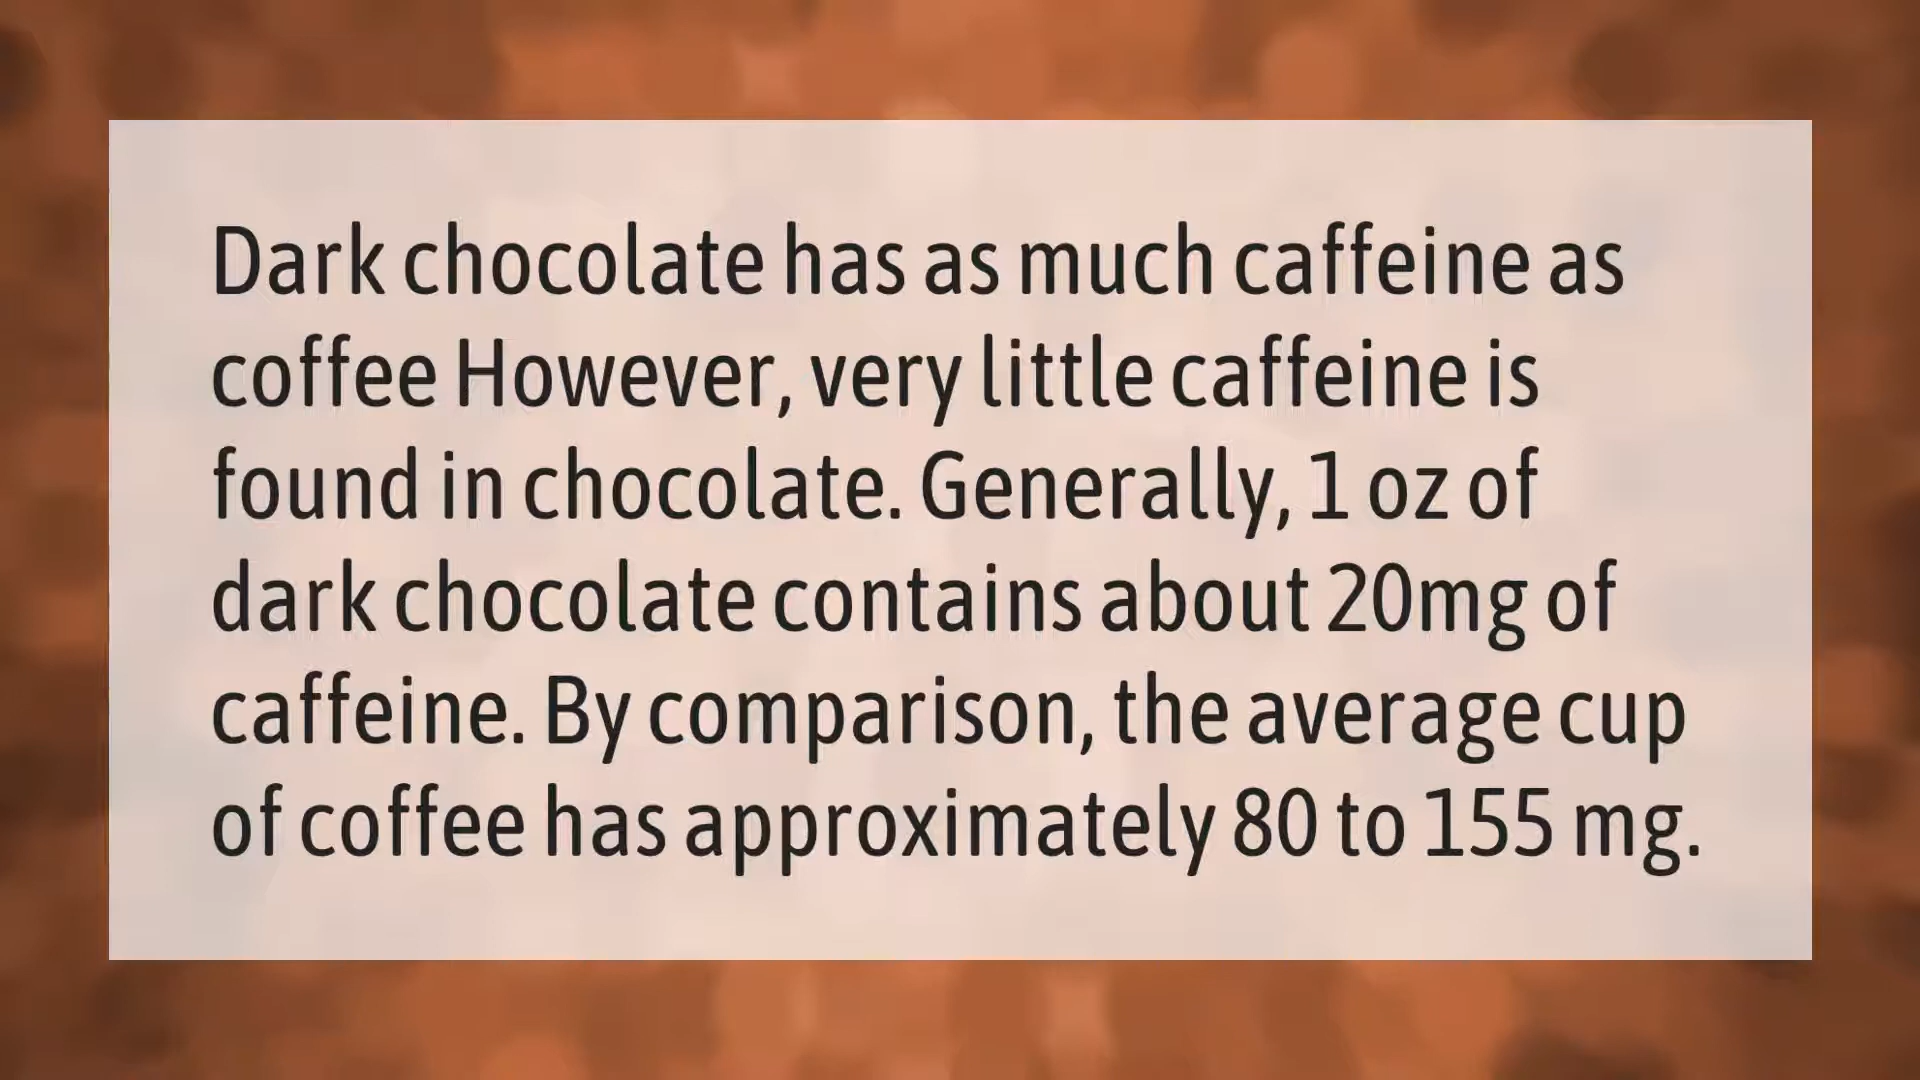 Dark chocolate has as much caffeine as
coffee However, very little caffeine is
found in chocolate. Generally, 1 oz of
dark chocolate contains about 20mg of
caffeine. By comparison, the average cup
of coffee has approximately 80 to 155 mg.